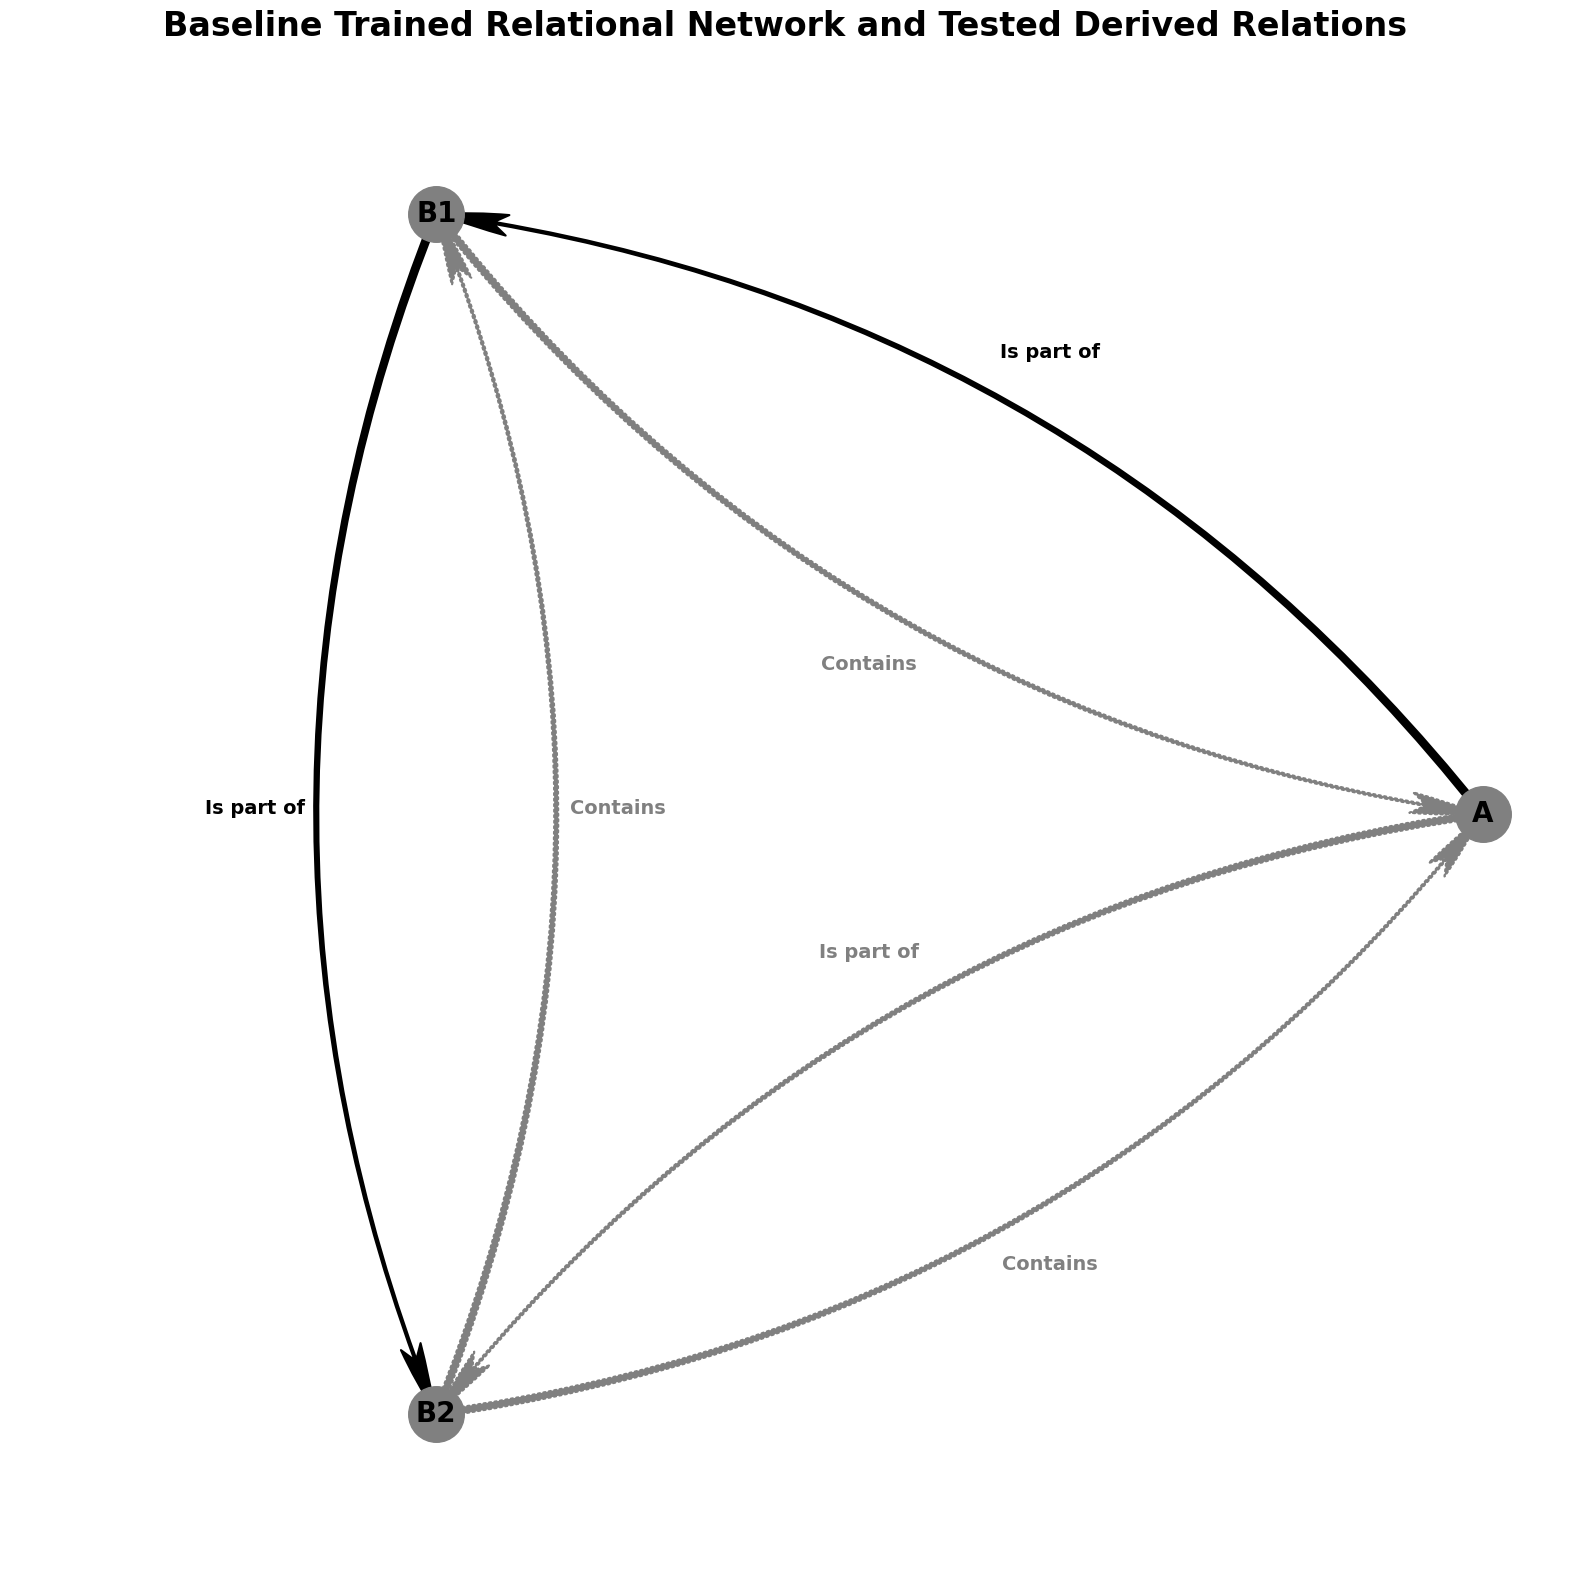 Baseline Trained Relational Network and Tested Derived Relations
B1
Is part of
Contains
Is part of
Contains
A
Is part of
Contains
B2